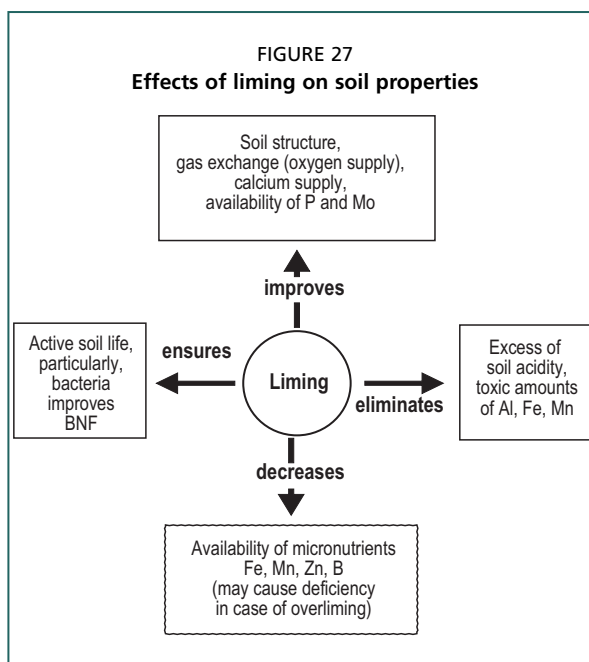 FIGURE 27
Effects of liming on soil properties
Soil structure,
gas exchange (oxygen supply),
calcium supply,
availability of P and Mo
improves
Active soil life,
particularly,
bacteria
improves
BNF
ensures
Liming
eliminates
Excess of
soil acidity,
toxic amounts
of Al, Fe, Mn
decreases
Availability of micronutrients
Fe, Mn, Zn, B
(may cause deficiency
in case of overliming)